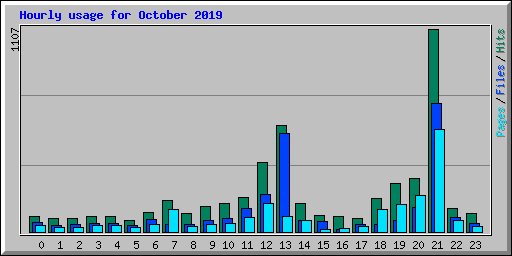 Hourly usage for October 2019
1107
Pages/Files/Hits
0 1 2 3 4 5 6 7 8 9 10 11 12 13 14 15 16 17 18 19 20 21 22 23